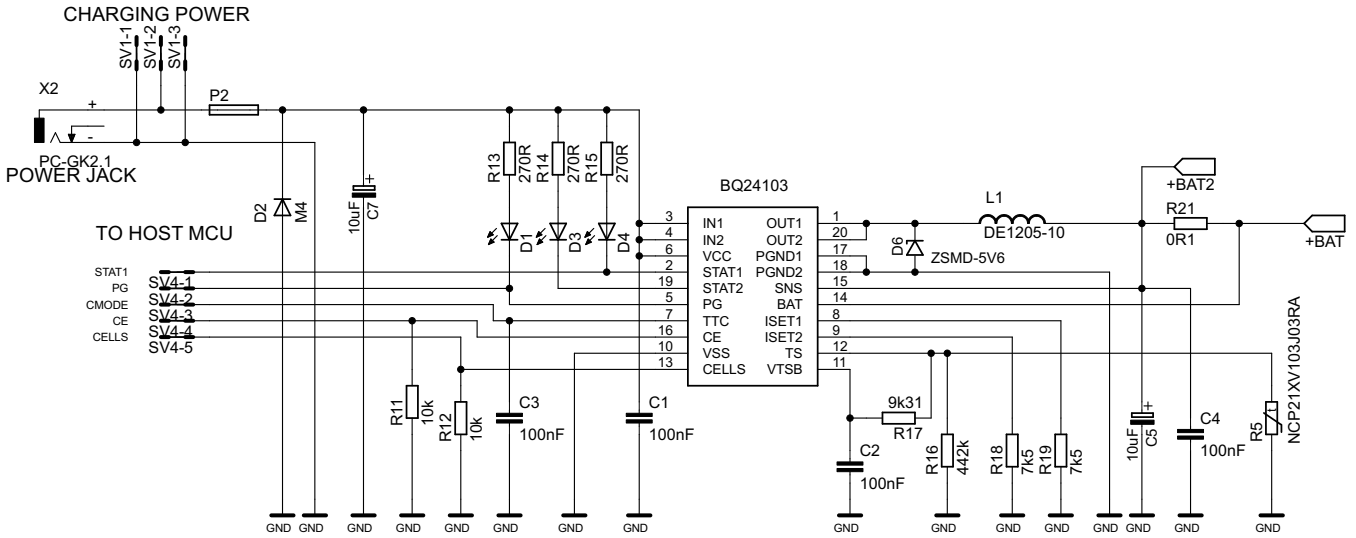 CHARGING POWER
SV1-1
SV1-2
SV1-3
X2
+
-
P2
PC-GK2.1
POWER JACK
D2
M4
+
10uF
C7
R13
270R
R14
270R
R15
270R
D1
D3
D4
TO HOST MCU
STAT1
SV4-1
PG
SV4-2
CMODE
SV4-3
CE
SV4-4
CELLS
SV4-5
BQ24103
3 IN1 OUT1 1
4 IN2 OUT2 20
6 VCC PGND1 17
2 STAT1 PGND2 18
19 STAT2 SNS 15
5 PG BAT 14
7 TTC ISET1 8
16 CE ISET2 9
10 VSS TS 12
13 CELLS VTSB 11
L1
DE1205-10
D6
ZSMD-5V6
+BAT2
R21
0R1
+BAT
R11
10k
R12
10k
C3
100nF
C1
100nF
9k31
R17
C2
100nF
R16
442k
R18
7k5
R19
7k5
+
10uF
C5
C4
100nF
t
R5
NCP21XV103J03RA
GND GND GND GND GND GND GND GND GND GND GND GND GND GND GND GND